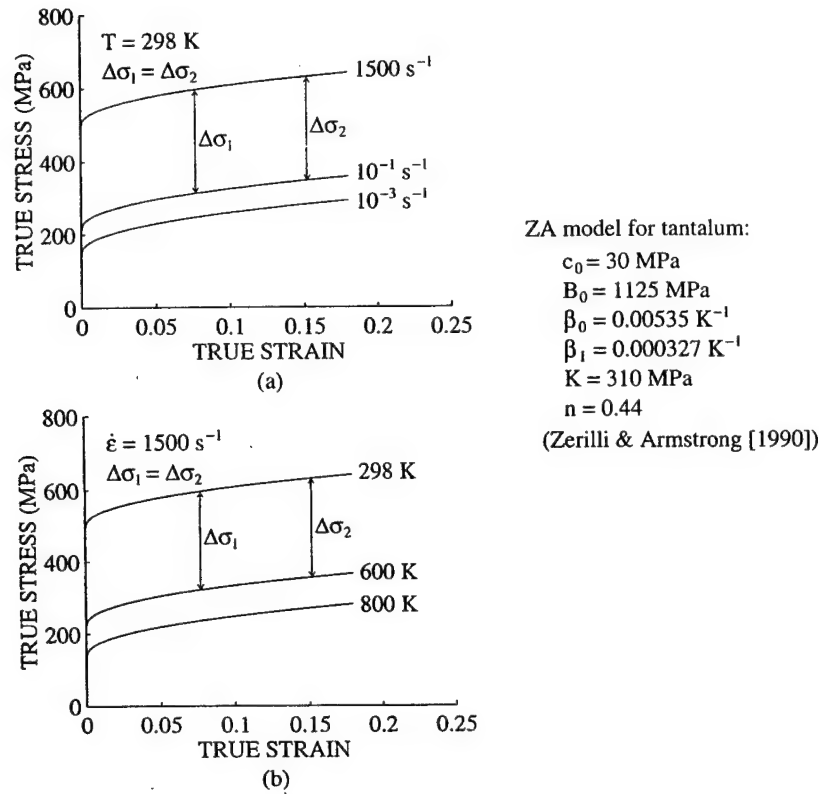 800
600
400
200
0
TRUE STRESS (MPa)
T = 298 K
Δσ₁ = Δσ₂
1500 s⁻¹
Δσ₁
Δσ₂
10⁻¹ s⁻¹
10⁻³ s⁻¹
0 0.05 0.1 0.15 0.2 0.25
TRUE STRAIN
(a)
800
600
400
200
0
TRUE STRESS (MPa)
ε̇ = 1500 s⁻¹
Δσ₁ = Δσ₂
298 K
Δσ₁
Δσ₂
600 K
800 K
0 0.05 0.1 0.15 0.2 0.25
TRUE STRAIN
(b)
ZA model for tantalum:
c₀ = 30 MPa
B₀ = 1125 MPa
β₀ = 0.00535 K⁻¹
β₁ = 0.000327 K⁻¹
K = 310 MPa
n = 0.44
(Zerilli & Armstrong [1990])